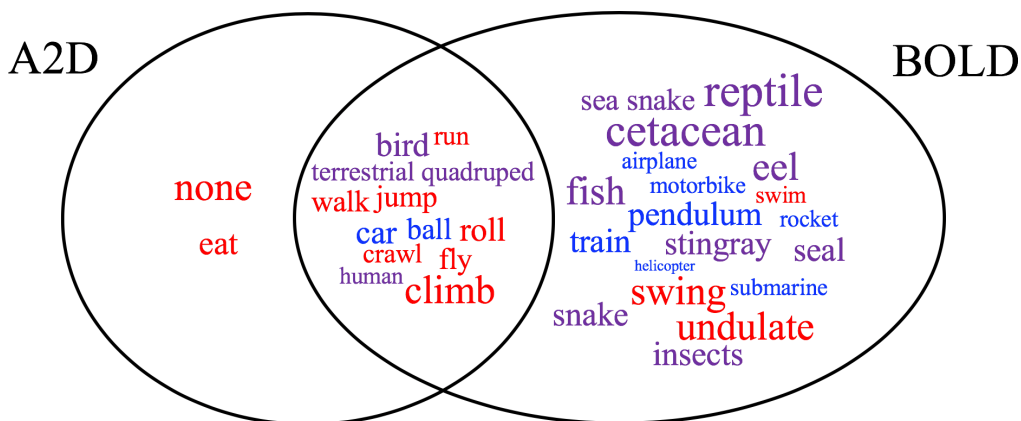 A2D
BOLD
none
eat
bird run
terrestrial quadruped
walk jump
car ball roll
crawl fly
human climb
sea snake reptile
cetacean
airplane eel
fish motorbike swim
pendulum rocket
train stingray seal
helicopter
swing submarine
snake undulate
insects